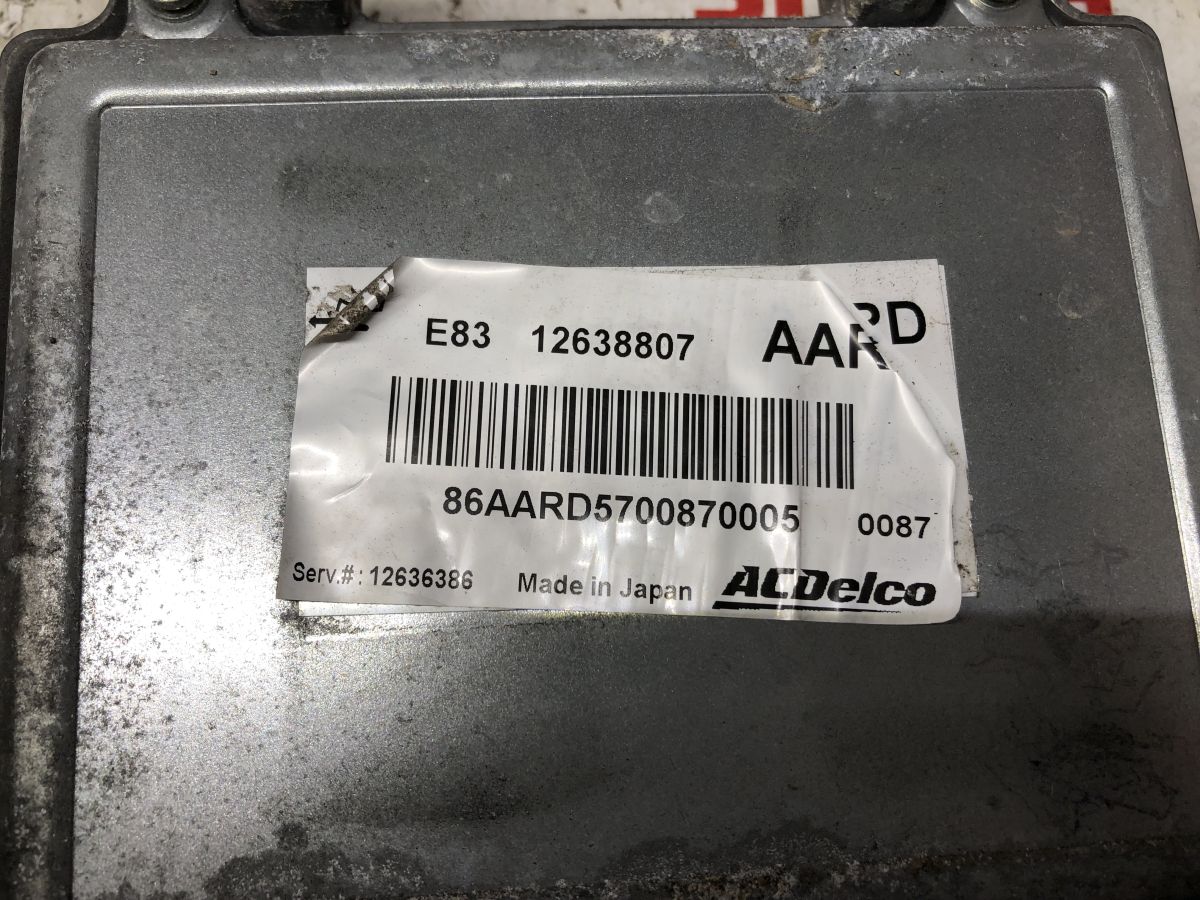 E83 12638807 AARD
86AARD5700870005 0087
Serv.#: 12636386 Made in Japan ACDelco